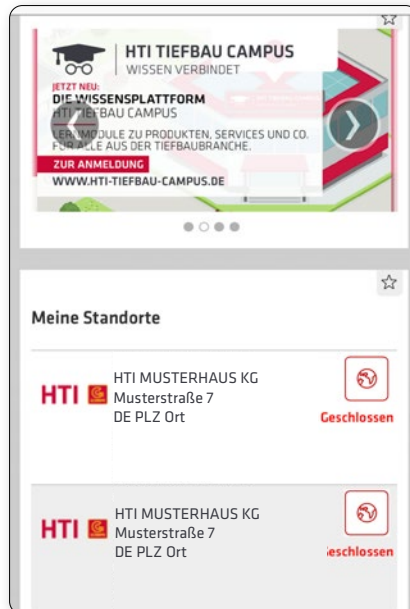 HTI TIEFBAU CAMPUS
WISSEN VERBINDET
JETZT NEU:
DIE WISSENSPLATTFORM
HTI TIEFBAU CAMPUS
LERNMODULE ZU PRODUKTEN, SERVICES UND CO.
FÜR ALLE AUS DER TIEFBAUBRANCHE.
ZUR ANMELDUNG
WWW.HTI-TIEFBAU-CAMPUS.DE
Meine Standorte
HTI
HTI MUSTERHAUS KG
Musterstraße 7
DE PLZ Ort
Geschlossen
HTI
HTI MUSTERHAUS KG
Musterstraße 7
DE PLZ Ort
eschlossen